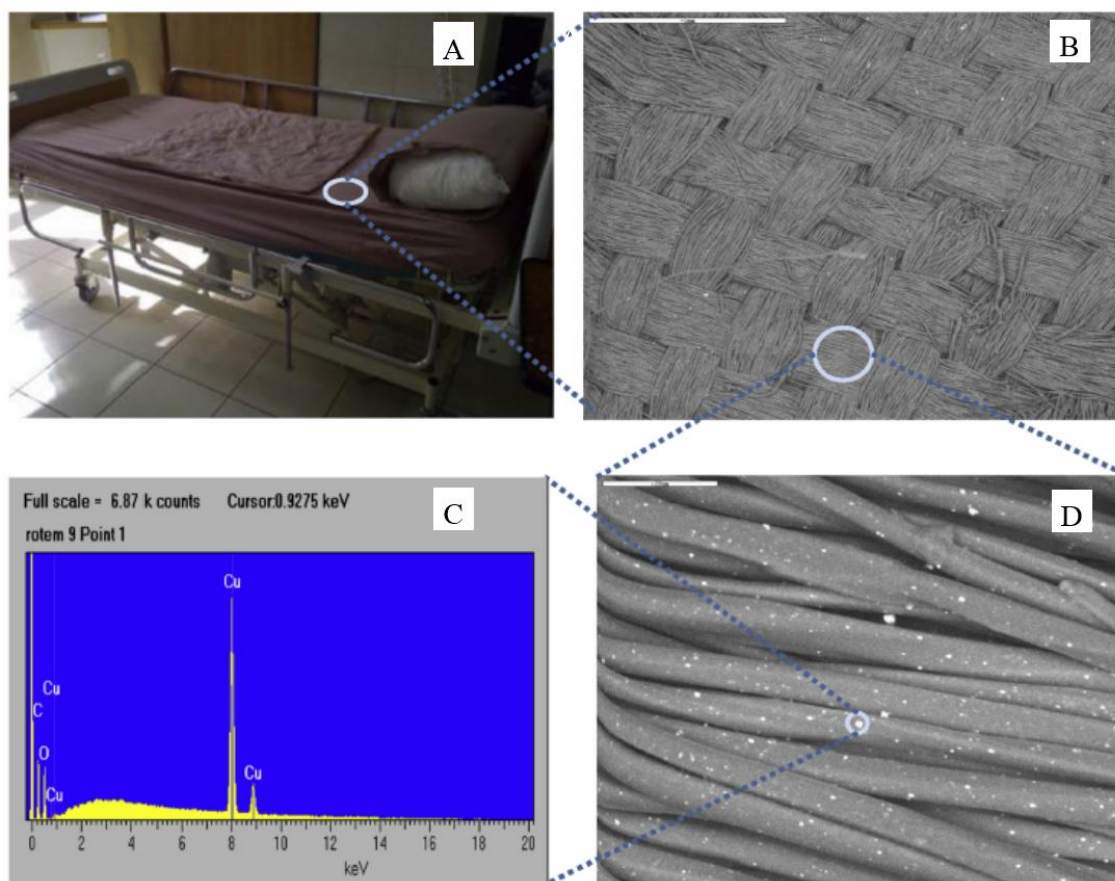 A
B
Full scale = 6.87 k counts Cursor:0.9275 keV
C
rotem 9 Point 1
Cu
Cu
C
O
Cu
Cu
0 2 4 6 8 10 12 14 16 18 20
keV
D